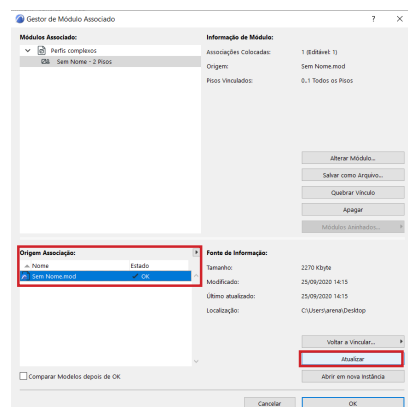 Gestor de Módulo Associado
Módulos Associado:
Perfis complexos
Sem Nome - 2 Pisos
Informação de Módulo:
Associações Colocadas: 1 (Editável: 1)
Origem: Sem Nome.mod
Pisos Vinculados: 0..1 Todos os Pisos
Alterar Módulo...
Salvar como Arquivo...
Quebrar Vínculo
Apagar
Módulos Aninhados...
Origem Associação:
Nome Estado
Sem Nome.mod OK
Fonte de Informação:
Tamanho: 2270 Kbyte
Modificado: 25/09/2020 14:15
Último atualizado: 25/09/2020 14:15
Localização: C:\Users\arena\Desktop
Voltar a Vincular...
Atualizar
Abrir em nova Instância
Comparar Modelos depois de OK
Cancelar OK